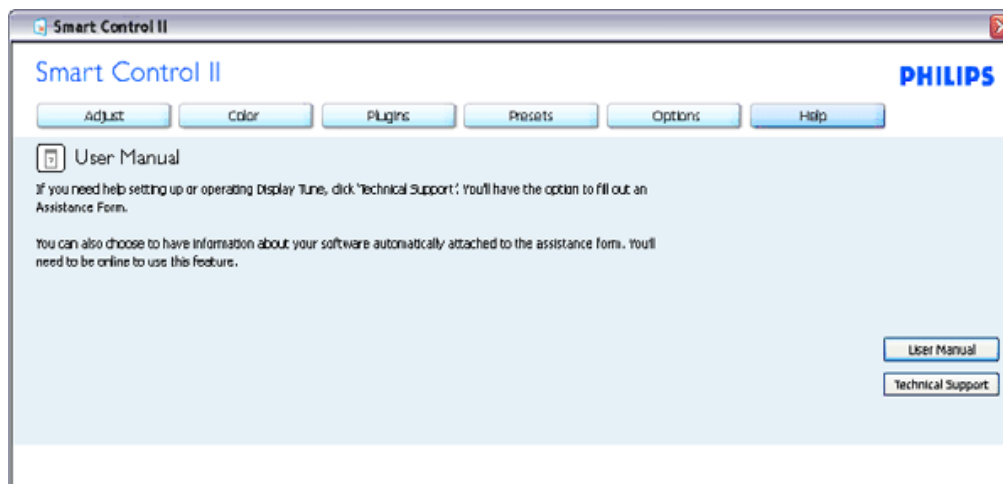 Smart Control II
Smart Control II
PHILIPS
Adjust Color Plugins Presets Options Help
? User Manual
If you need help setting up or operating Display Tune, click 'Technical Support'. You'll have the option to fill out an
Assistance Form.
You can also choose to have information about your software automatically attached to the assistance form. You'll
need to be online to use this feature.
User Manual
Technical Support